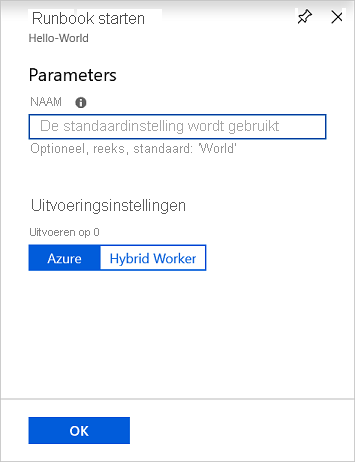 Runbook starten
Hello-World
Parameters
NAAM
De standaardinstelling wordt gebruikt
Optioneel, reeks, standaard: 'World'
Uitvoeringsinstellingen
Uitvoeren op 0
Azure
Hybrid Worker
OK